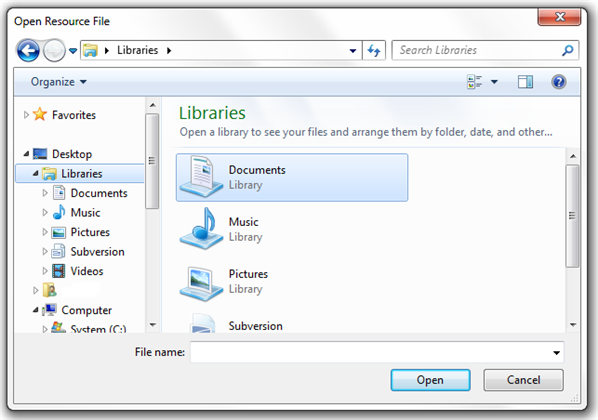 Open Resource File
Libraries
Search Libraries
Organize
Favorites
Desktop
Libraries
Documents
Music
Pictures
Subversion
Videos
Computer
System (C:)
Libraries
Open a library to see your files and arrange them by folder, date, and other...
Documents
Library
Music
Library
Pictures
Library
Subversion
File name:
Open
Cancel